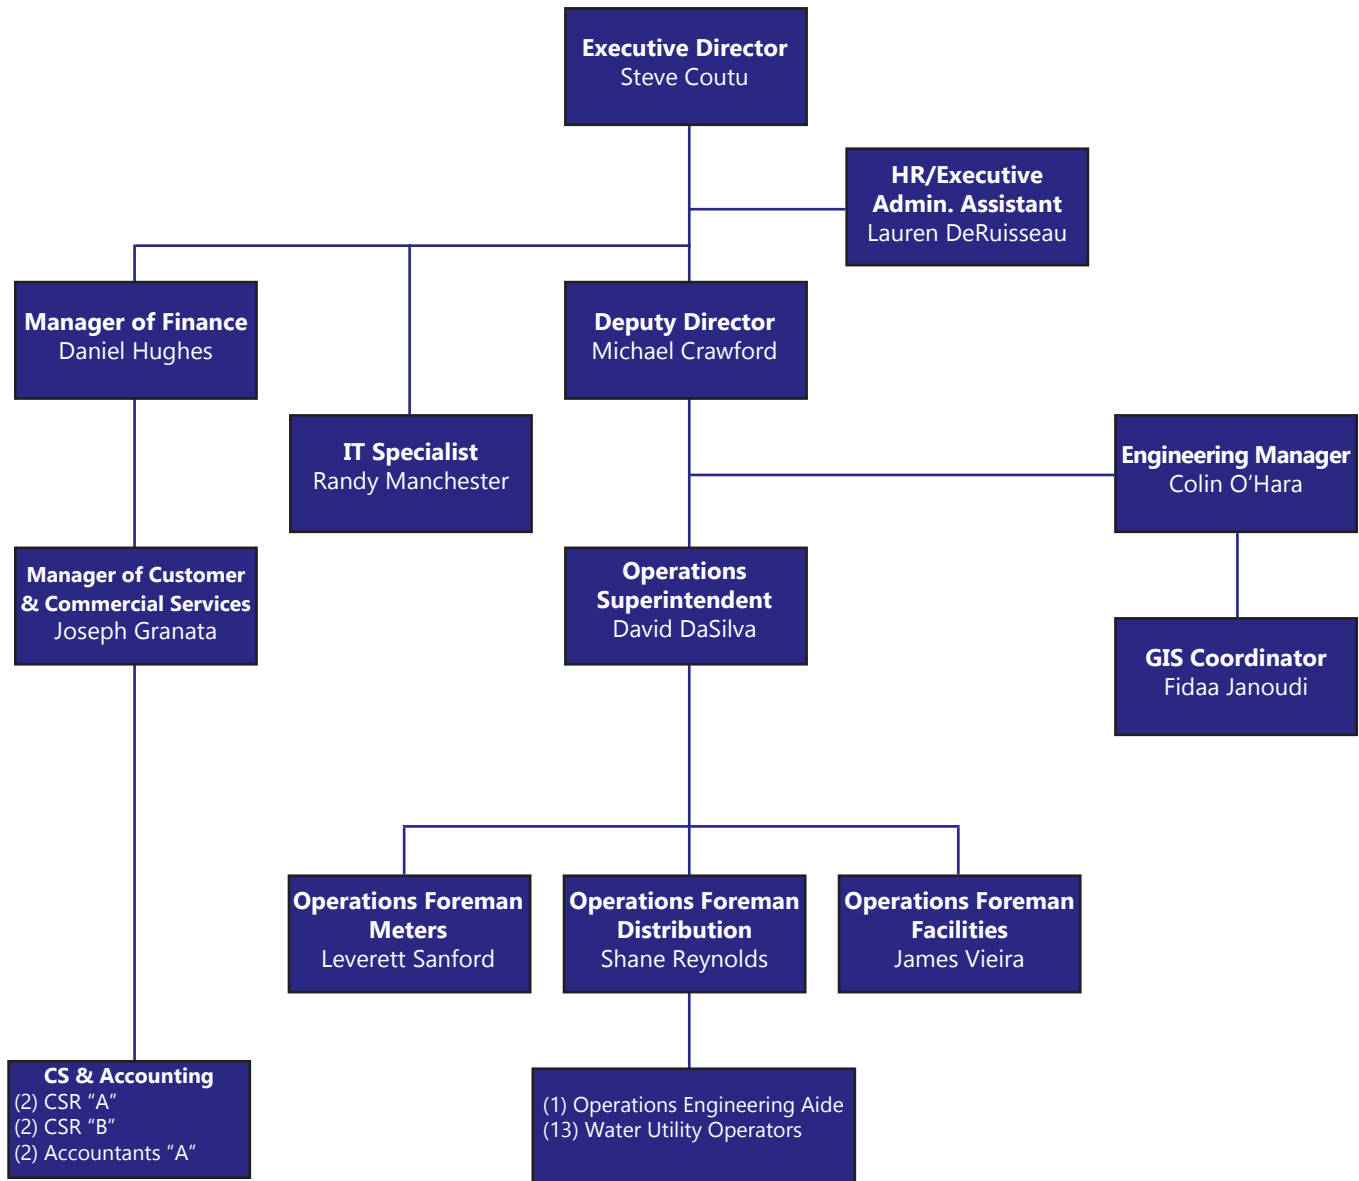 Executive Director
Steve Coutu
HR/Executive
Admin. Assistant
Lauren DeRuisseau
Manager of Finance
Daniel Hughes
Deputy Director
Michael Crawford
IT Specialist
Randy Manchester
Engineering Manager
Colin O‘Hara
Manager of Customer
& Commercial Services
Joseph Granata
Operations
Superintendent
David DaSilva
GIS Coordinator
Fidaa Janoudi
Operations Foreman
Meters
Leverett Sanford
Operations Foreman
Distribution
Shane Reynolds
Operations Foreman
Facilities
James Vieira
CS & Accounting
(2) CSR “A”
(2) CSR “B”
(2) Accountants “A”
(1) Operations Engineering Aide
(13) Water Utility Operators